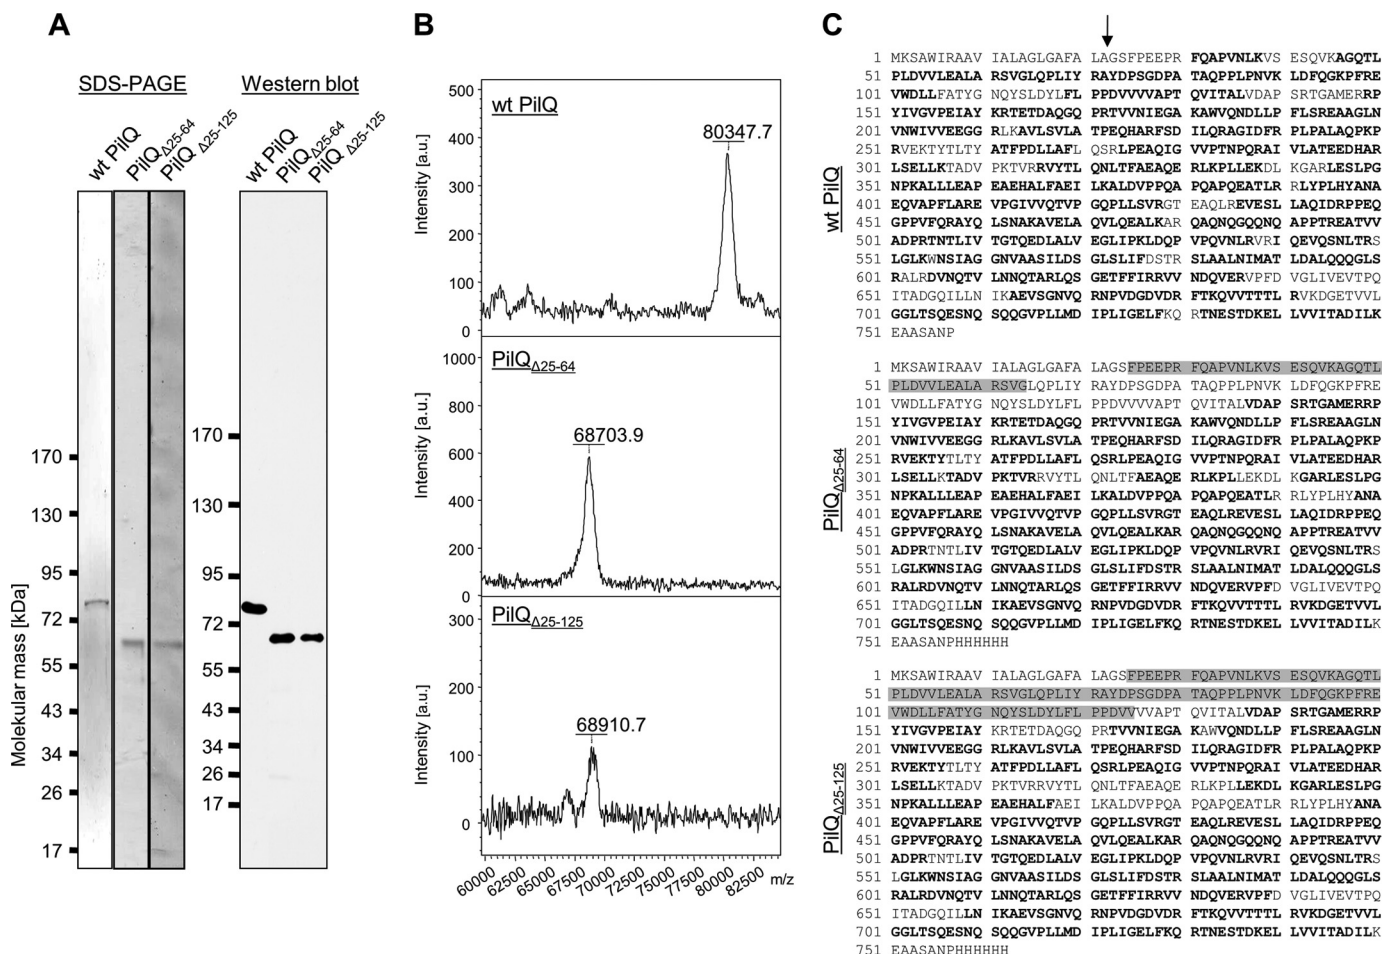 A
SDS-PAGE
Western blot
wt PilQ
PilQΔ25-64
PilQΔ25-125
wt PilQ
PilQΔ25-64
PilQΔ25-125
Molekular mass [kDa]
170
130
95
72
55
43
34
26
17
170
130
95
72
55
43
34
26
17
B
wt PilQ
80347.7
Intensity [a.u.]
500
400
300
200
100
0
PilQΔ25-64
68703.9
Intensity [a.u.]
1000
800
600
400
200
0
PilQΔ25-125
68910.7
Intensity [a.u.]
300
200
100
0
60000 62500 65000 67500 70000 72500 75000 77500 80000 82500 m/z
C
wt PilQ
1 MKSAWIRAAV IALAGLGAFA LAGSFPEEPR FQAPVNLKVS ESQVKAGQTL
51 PLDVVLEALA RSVGLQPLIY RAYDPSGDPA TAQPPLPNVK LDFQGKPFRE
101 VWDLLFATYG NQYSLDYLFL PPDVVVVAPT QVITALVDAP SRTGAMERRP
151 YIVGVPEIAY KRTETDAQGQ PRTVVNIEGA KAWVQNDLLP FLSREAAGLN
201 VNWIVVEEGG RLKAVLSVLA TPEQHARFSD ILQRAGIDFR PLPALAQPKP
251 RVEKTYTLTY ATFPDLLAFL QSRLPEAQIG VVPTNPQRAI VLATEEDHAR
301 LSELLKTADV PKTVRRVYTL QNLTFAEAQE RLKPLLEKDL KGARLESLPG
351 NPKALLLEAP EAEHALFAEI LKALDVPPQA PQAPQEATLR RLYPLHYANA
401 EQVAPFLARE VPGIVVQTVP GQPLLSVRGT EAQLREVESL LAQIDRPPEQ
451 GPPVFQRAYQ LSNAKAVELA QVLQEALKAR QAQNQGQQNQ APPTREATVV
501 ADPRTNTLIV TGTQEDLALV EGLIPKLDQP VPQVNLRVRI QEVQSNLTRS
551 LGLKWNSIAG GNVAASILDS GLSLIFDSTR SLAALNIMAT LDALQQQGLS
601 RALRDVNQTV LNNQTARLQS GETFFIRRVV NDQVERVPFD VGLIVEVTPQ
651 ITADGQILLN IKAEVSGNVQ RNPVDGDVDR FTKQVVTTTL RVKDGETVVL
701 GGLTSQESNQ SQQGVPLLMD IPLIGELFKQ RTNESTDKEL LVVITADILK
751 EAASANP
PilQΔ25-64
1 MKSAWIRAAV IALAGLGAFA LAGSFPEEPR FQAPVNLKVS ESQVKAGQTL
51 PLDVVLEALA RSVGLQPLIY RAYDPSGDPA TAQPPLPNVK LDFQGKPFRE
101 VWDLLFATYG NQYSLDYLFL PPDVVVVAPT QVITALVDAP SRTGAMERRP
151 YIVGVPEIAY KRTETDAQGQ PRTVVNIEGA KAWVQNDLLP FLSREAAGLN
201 VNWIVVEEGG RLKAVLSVLA TPEQHARFSD ILQRAGIDFR PLPALAQPKP
251 RVEKTYTLTY ATFPDLLAFL QSRLPEAQIG VVPTNPQRAI VLATEEDHAR
301 LSELLKTADV PKTVRRVYTL QNLTFAEAQE RLKPLLEKDL KGARLESLPG
351 NPKALLLEAP EAEHALFAEI LKALDVPPQA PQAPQEATLR RLYPLHYANA
401 EQVAPFLARE VPGIVVQTVP GQPLLSVRGT EAQLREVESL LAQIDRPPEQ
451 GPPVFQRAYQ LSNAKAVELA QVLQEALKAR QAQNQGQQNQ APPTREATVV
501 ADPRTNTLIV TGTQEDLALV EGLIPKLDQP VPQVNLRVRI QEVQSNLTRS
551 LGLKWNSIAG GNVAASILDS GLSLIFDSTR SLAALNIMAT LDALQQQGLS
601 RALRDVNQTV LNNQTARLQS GETFFIRRVV NDQVERVPFD VGLIVEVTPQ
651 ITADGQILLN IKAEVSGNVQ RNPVDGDVDR FTKQVVTTTL RVKDGETVVL
701 GGLTSQESNQ SQQGVPLLMD IPLIGELFKQ RTNESTDKEL LVVITADILK
751 EAASANPHHHHHH
PilQΔ25-125
1 MKSAWIRAAV IALAGLGAFA LAGSFPEEPR FQAPVNLKVS ESQVKAGQTL
51 PLDVVLEALA RSVGLQPLIY RAYDPSGDPA TAQPPLPNVK LDFQGKPFRE
101 VWDLLFATYG NQYSLDYLFL PPDVVVVAPT QVITALVDAP SRTGAMERRP
151 YIVGVPEIAY KRTETDAQGQ PRTVVNIEGA KAWVQNDLLP FLSREAAGLN
201 VNWIVVEEGG RLKAVLSVLA TPEQHARFSD ILQRAGIDFR PLPALAQPKP
251 RVEKTYTLTY ATFPDLLAFL QSRLPEAQIG VVPTNPQRAI VLATEEDHAR
301 LSELLKTADV PKTVRRVYTL QNLTFAEAQE RLKPLLEKDL KGARLESLPG
351 NPKALLLEAP EAEHALFAEI LKALDVPPQA PQAPQEATLR RLYPLHYANA
401 EQVAPFLARE VPGIVVQTVP GQPLLSVRGT EAQLREVESL LAQIDRPPEQ
451 GPPVFQRAYQ LSNAKAVELA QVLQEALKAR QAQNQGQQNQ APPTREATVV
501 ADPRTNTLIV TGTQEDLALV EGLIPKLDQP VPQVNLRVRI QEVQSNLTRS
551 LGLKWNSIAG GNVAASILDS GLSLIFDSTR SLAALNIMAT LDALQQQGLS
601 RALRDVNQTV LNNQTARLQS GETFFIRRVV NDQVERVPFD VGLIVEVTPQ
651 ITADGQILLN IKAEVSGNVQ RNPVDGDVDR FTKQVVTTTL RVKDGETVVL
701 GGLTSQESNQ SQQGVPLLMD IPLIGELFKQ RTNESTDKEL LVVITADILK
751 EAASANPHHHHHH